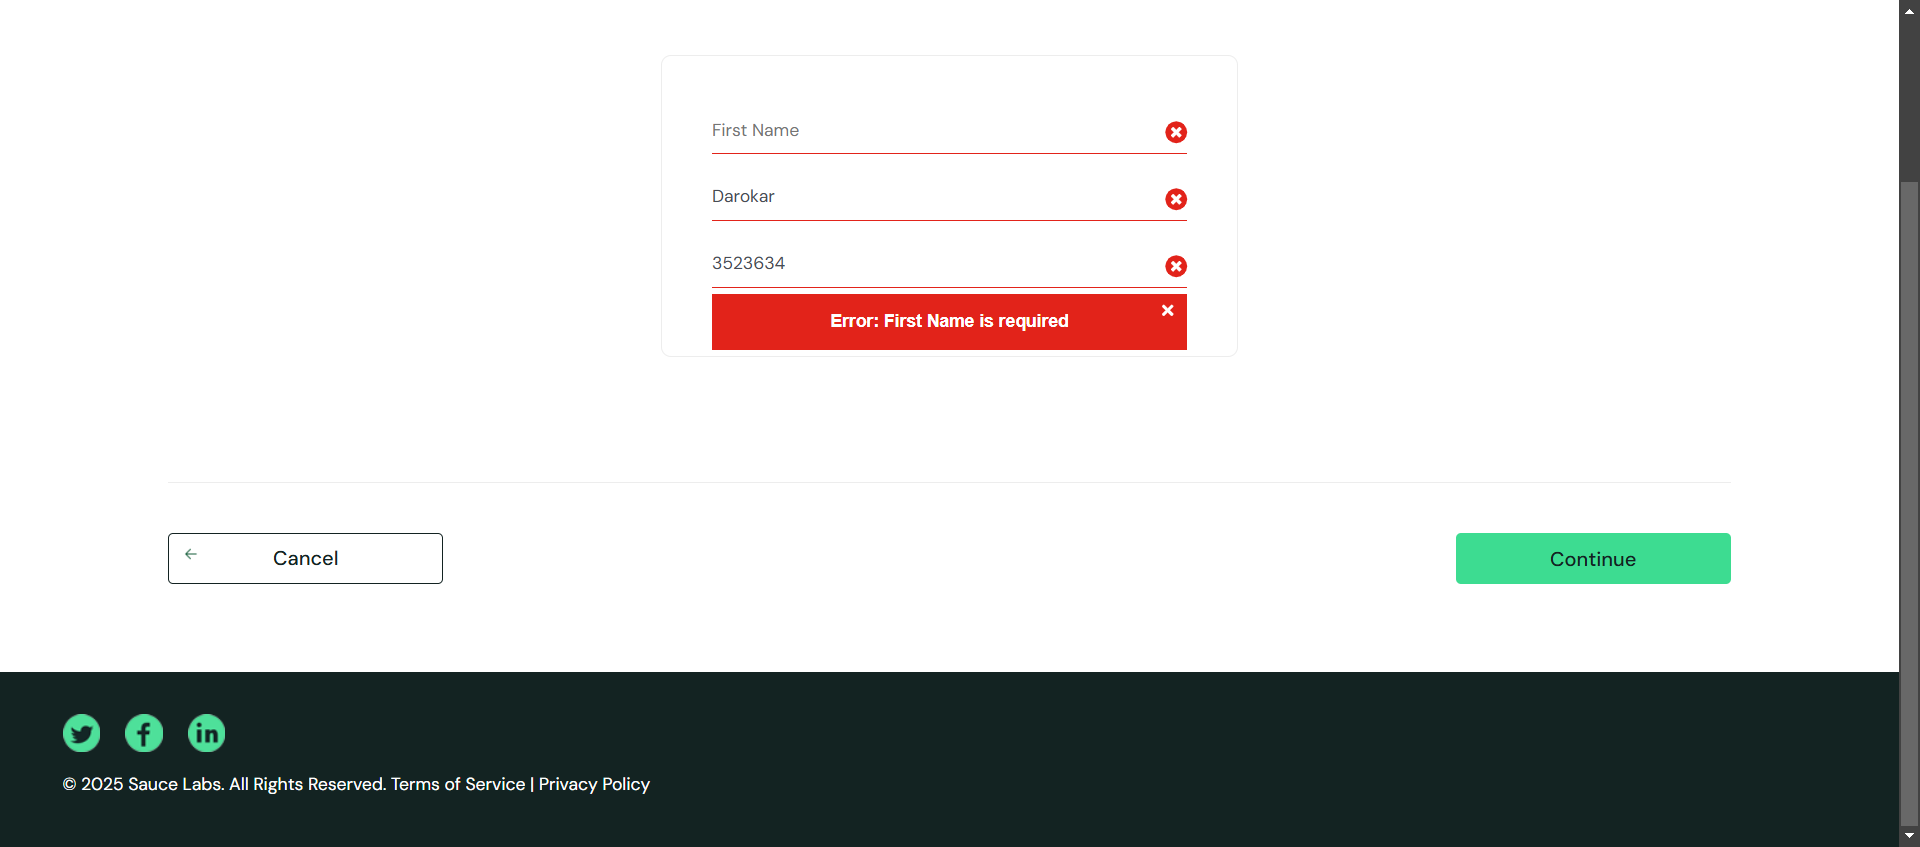 First Name
Darokar
3523634
Error: First Name is required
Cancel
Continue
© 2025 Sauce Labs. All Rights Reserved. Terms of Service | Privacy Policy